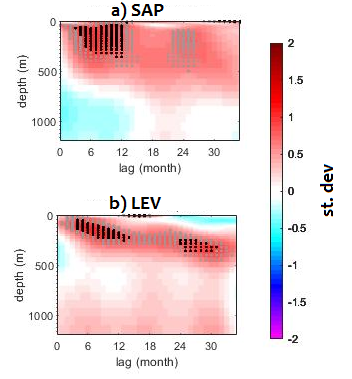 a) SAP
0
500
1000
depth (m)
0 6 12 18 24 30
lag (month)
b) LEV
0
500
1000
depth (m)
0 6 12 18 24 30
lag (month)
2
1.5
1
0.5
0
-0.5
-1
-1.5
-2
st. dev